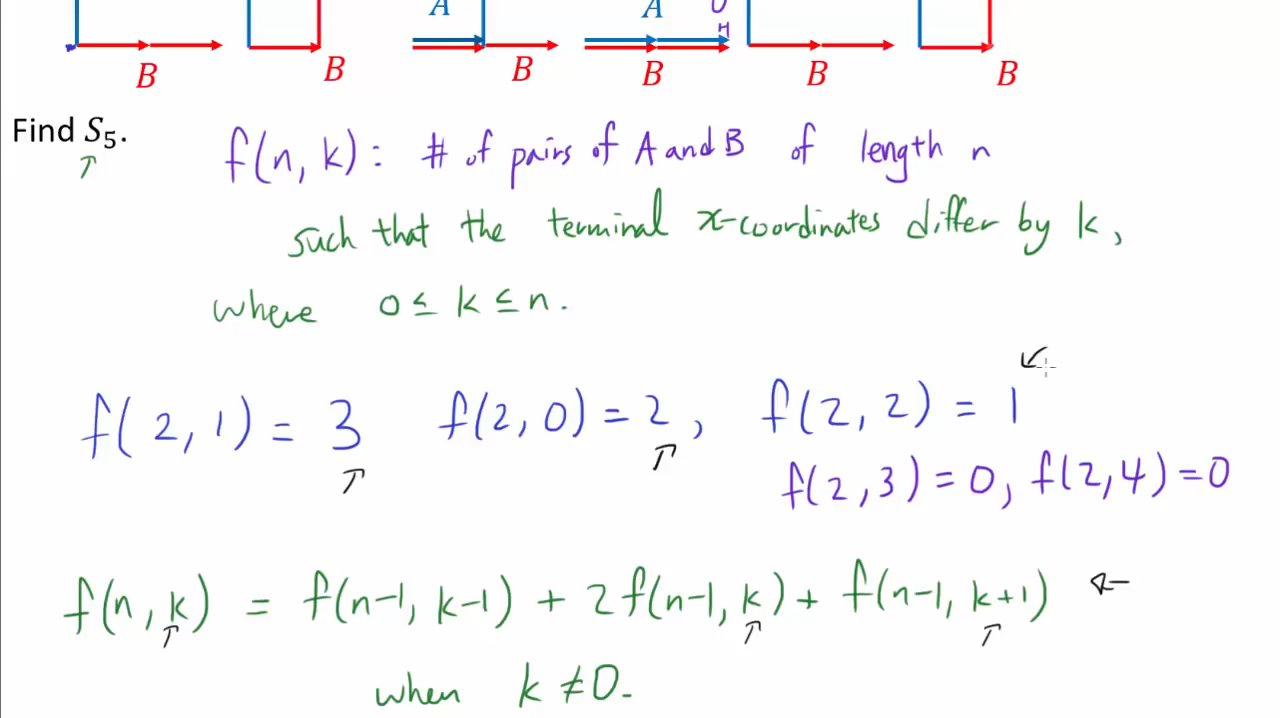 A A U H
B B B B B B
Find S₅.
f(n, k): # of pairs of A and B of length n
such that the terminal x-coordinates differ by k,
where 0 ≤ k ≤ n.
f(2, 1) = 3 f(2, 0) = 2, f(2, 2) = 1
f(2, 3) = 0, f(2, 4) = 0
f(n, k) = f(n-1, k-1) + 2f(n-1, k) + f(n-1, k+1)
when k ≠ 0.